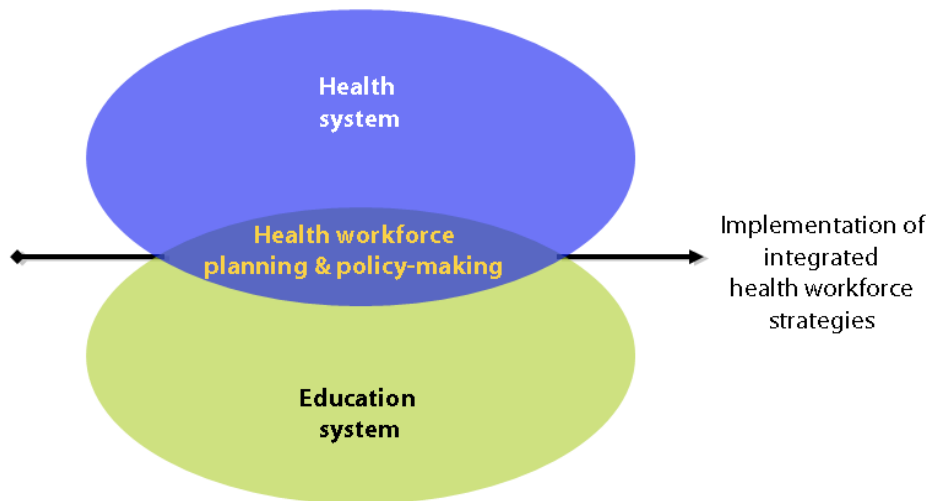 Health
system
Health workforce
planning & policy-making
Implementation of
integrated
health workforce
strategies
Education
system